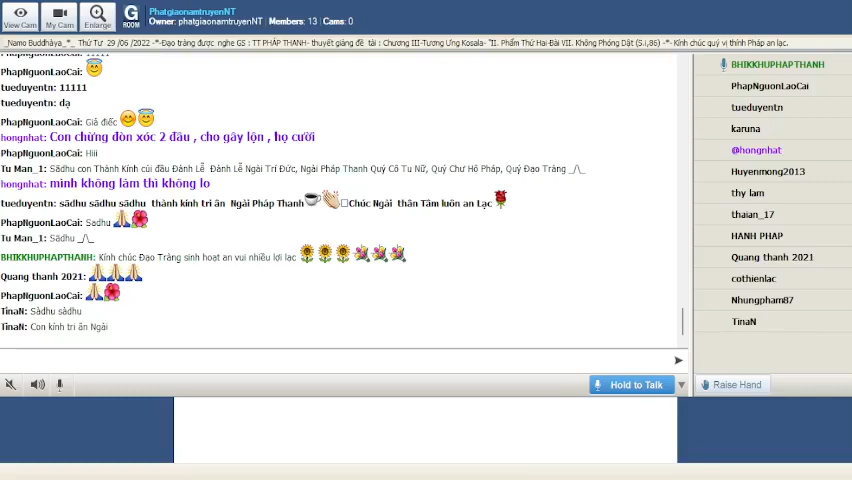 PhatgiaonamtruyenNT
Owner: phatgiaonamtruyenNT | Members: 13 | Cams: 0
View Cam
My Cam
Enlarge
G
ROOM
_Namo Buddhàya_*_ Thứ Tư 29 /06 /2022 -*-Đạo tràng được nghe GS : TT PHÁP THANH- thuyết giảng đề tài : Chương III-Tương Ưng Kosala- "II. Phẩm Thứ Hai-Đài VII. Không Phóng Dật (S.i,86) -*- Kính chúc quý vị thính Pháp an lạc.
PhapNguonLaoCai:
tueduyentn: 11111
tueduyentn: dạ
PhapNguonLaoCai: Giả điếc
hongnhat: Con chừng đòn xóc 2 đầu , cho gây lộn , họ cười
PhapNguonLaoCai: Hiii
Tu Man_1: Sādhu con Thành Kính cúi đầu Đành Lễ Đành Lễ Ngài Trí Đức, Ngài Pháp Thanh Quý Cô Tu Nữ, Quý Chư Hộ Pháp, Quý Đạo Tràng _/\_
hongnhat: mình không làm thì không lo
tueduyentn: sādhu sādhu sādhu thành kính tri ân Ngài Pháp Thanh Chúc Ngài thân Tâm luôn an Lạc
PhapNguonLaoCai: Sadhu
Tu Man_1: Sādhu _/\_
BHIKKHUPHAPTHANH: Kính chúc Đạo Tràng sinh hoạt an vui nhiều lợi lạc
Quang thanh 2021:
PhapNguonLaoCai:
TinaN: Sàdhu sàdhu
TinaN: Con kính tri ân Ngài
Hold to Talk
BHIKKHUPHAPTHANH
PhapNguonLaoCai
tueduyentn
karuna
@hongnhat
Huyenmong2013
thy lam
thaian_17
HANH PHAP
Quang thanh 2021
cothienlac
Nhungpham87
TinaN
Raise Hand